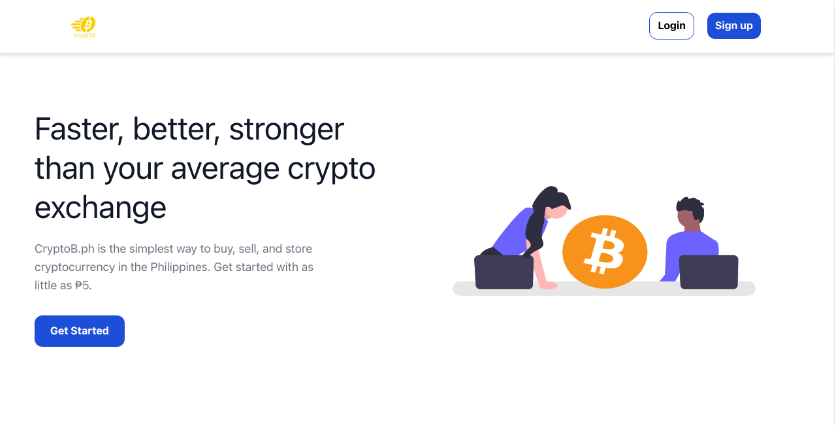 CRYPTO
Login
Sign up
Faster, better, stronger
than your average crypto
exchange
CryptoB.ph is the simplest way to buy, sell, and store
cryptocurrency in the Philippines. Get started with as
little as ₱5.
Get Started